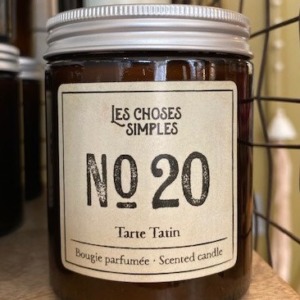 LES CHOSES
SIMPLES
No 20
Tarte Tatin
Bougie parfumée · Scented candle